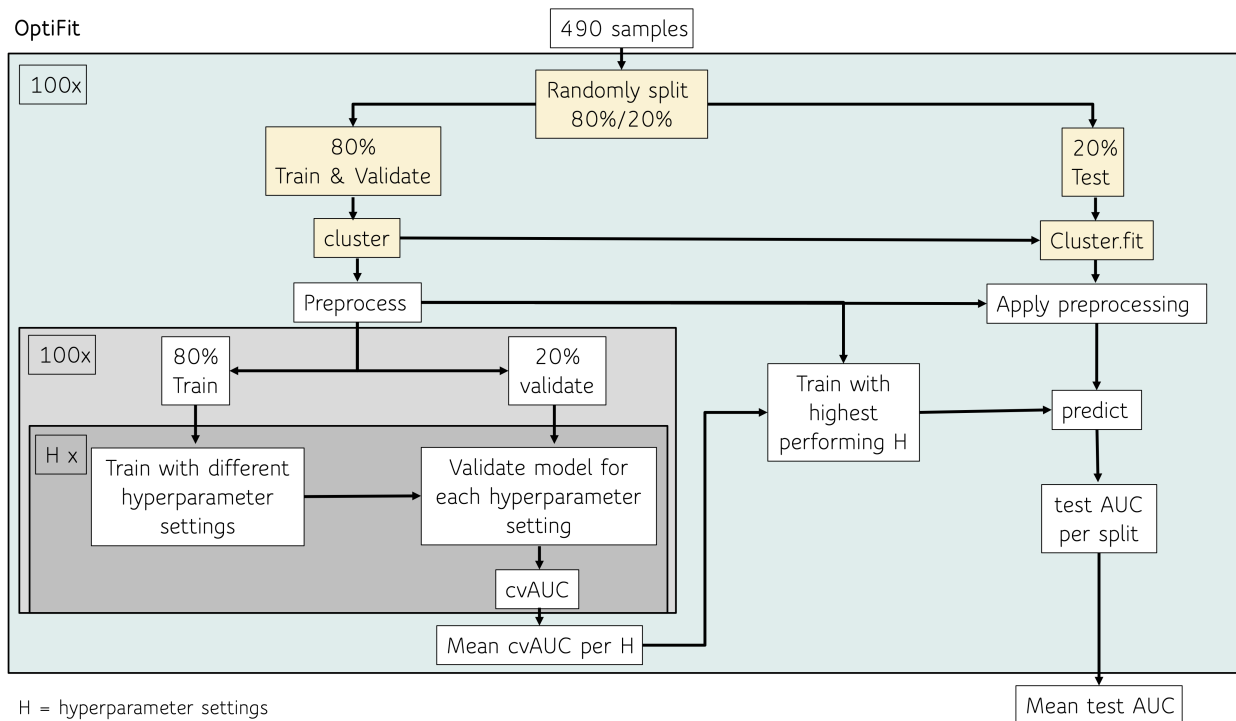 OptiFit
490 samples
100x
Randomly split
80%/20%
80%
Train & Validate
20%
Test
cluster
Cluster.fit
Preprocess
Apply preprocessing
100x
80%
Train
20%
validate
Train with
highest
performing H
predict
H x
Train with different
hyperparameter
settings
Validate model for
each hyperparameter
setting
test AUC
per split
cvAUC
Mean cvAUC per H
Mean test AUC
H = hyperparameter settings